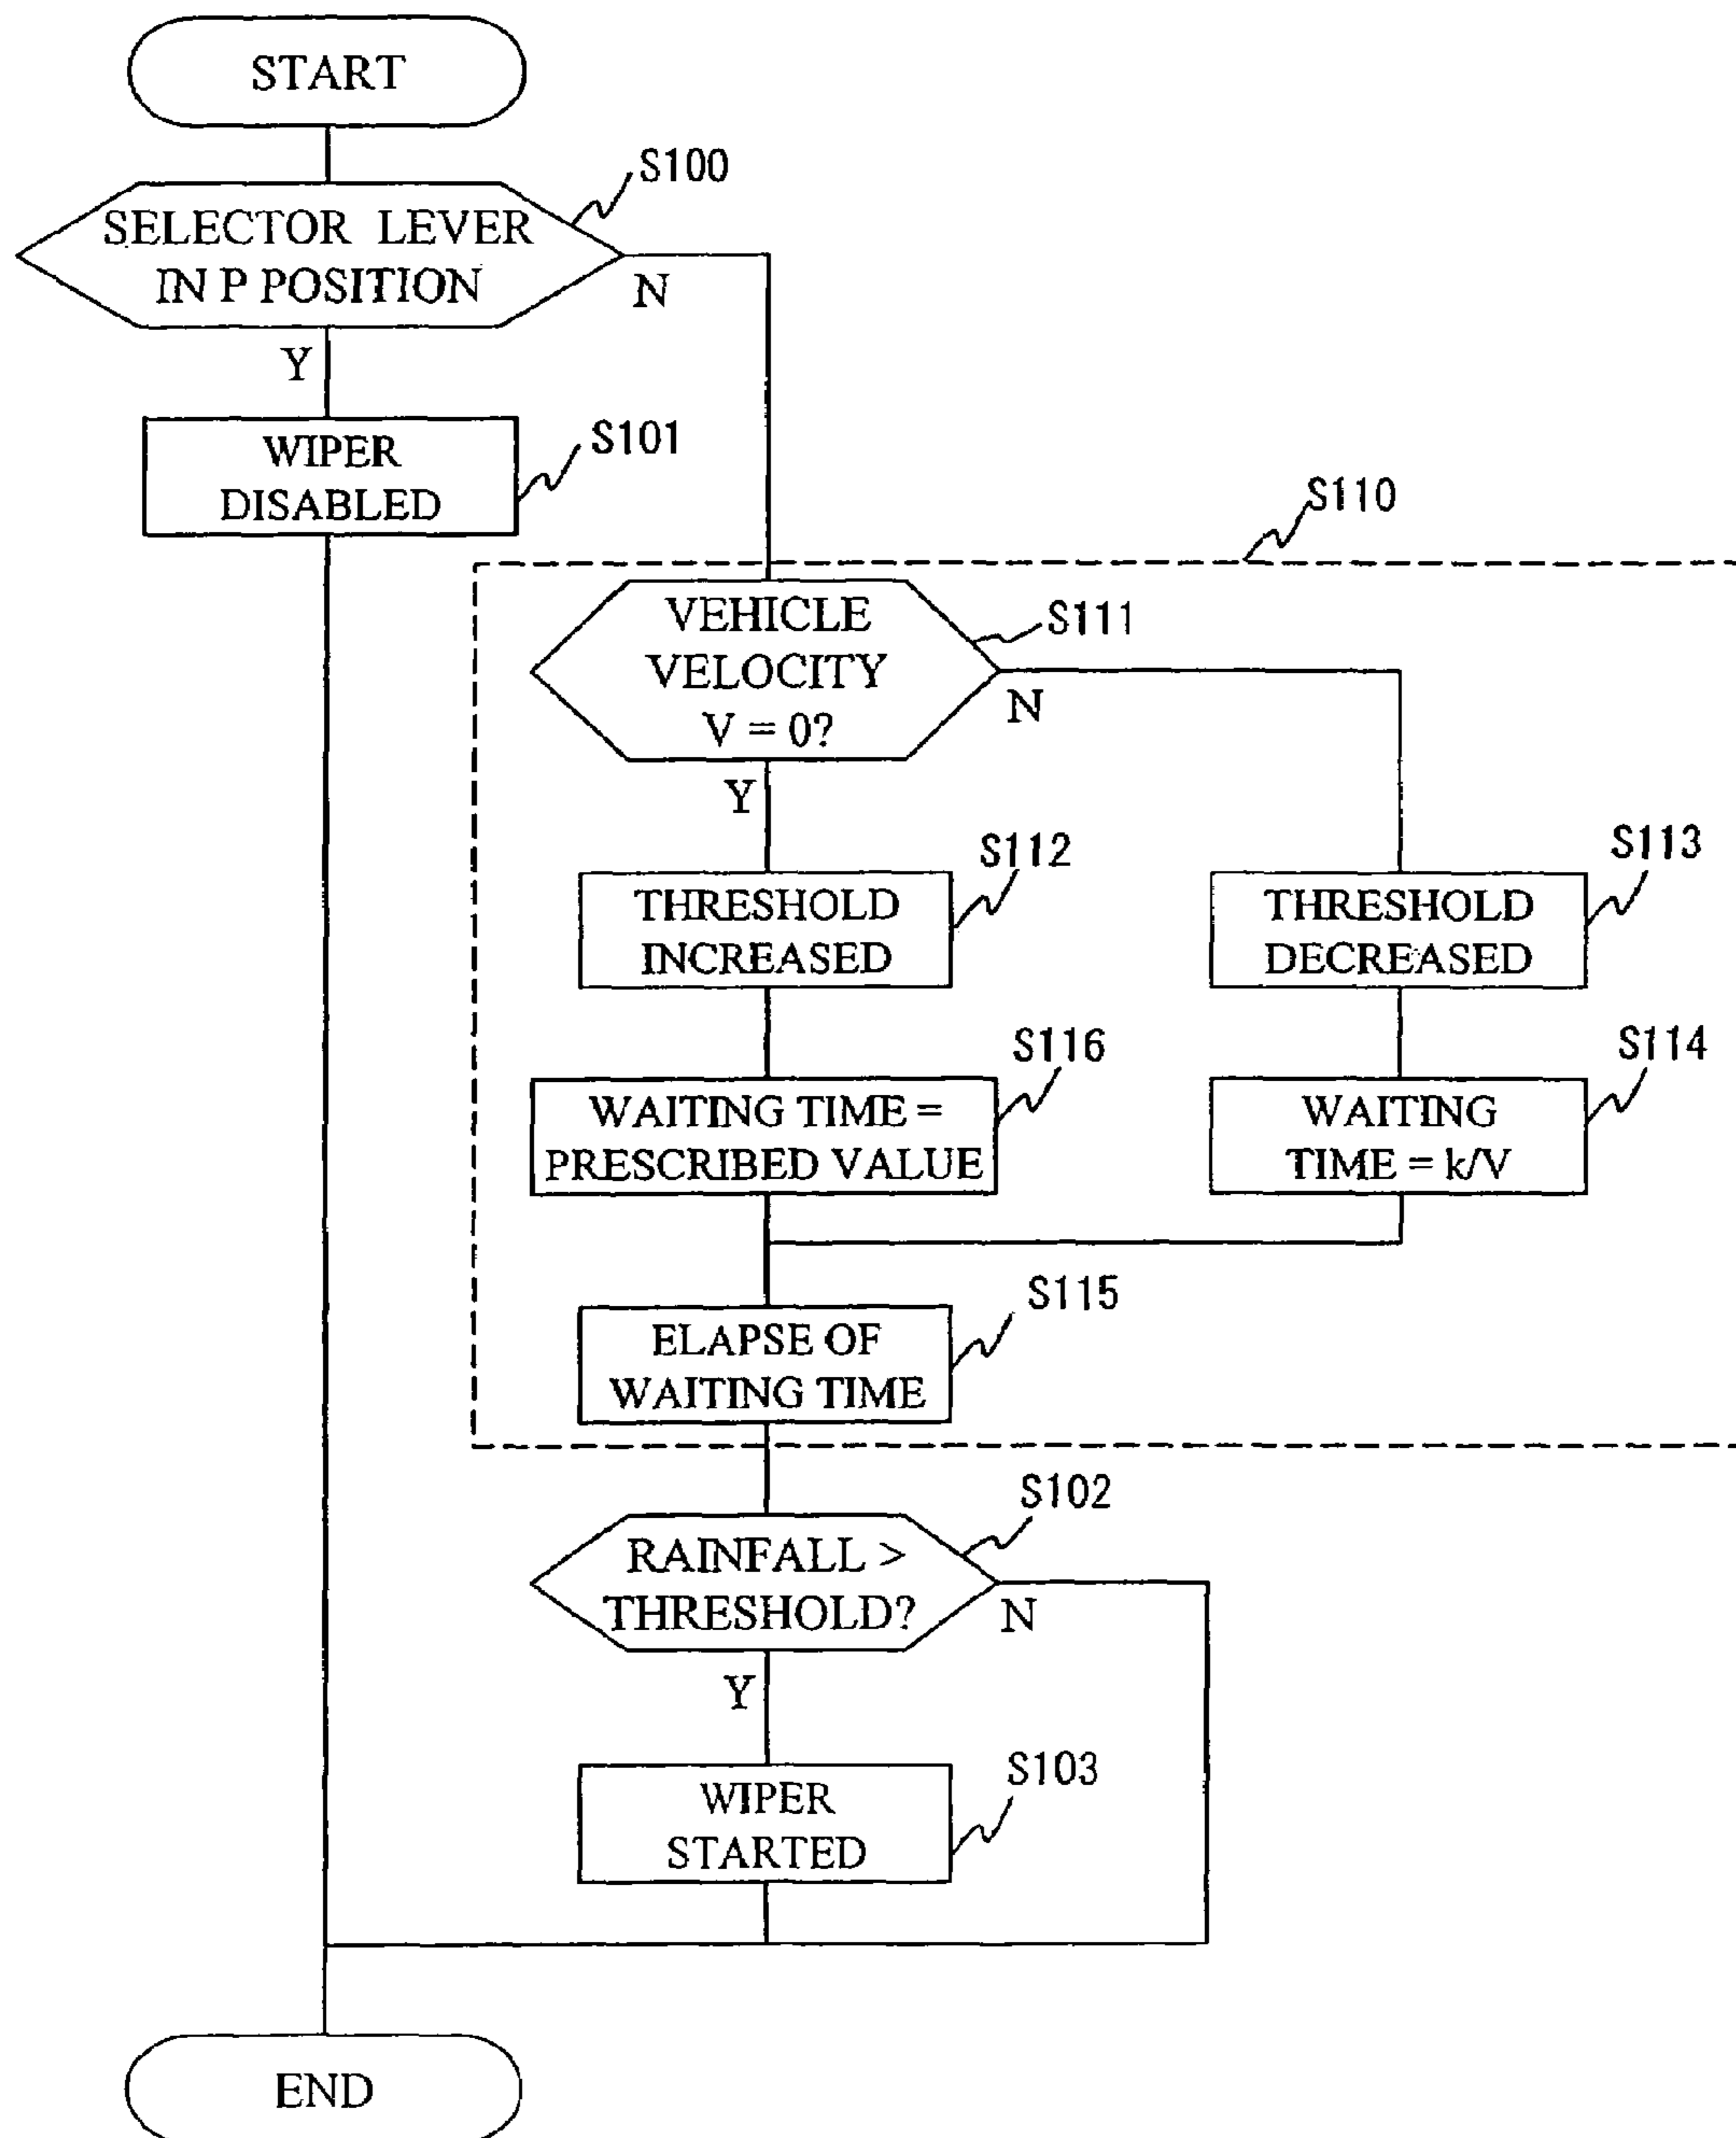 START
S100
SELECTOR LEVER
IN P POSITION
N
Y
S101
WIPER
DISABLED
S110
VEHICLE
VELOCITY
V = 0?
S111
N
Y
S112
THRESHOLD
INCREASED
S113
THRESHOLD
DECREASED
S116
WAITING TIME =
PRESCRIBED VALUE
S114
WAITING
TIME = k/V
S115
ELAPSE OF
WAITING TIME
S102
RAINFALL >
THRESHOLD?
N
Y
S103
WIPER
STARTED
END